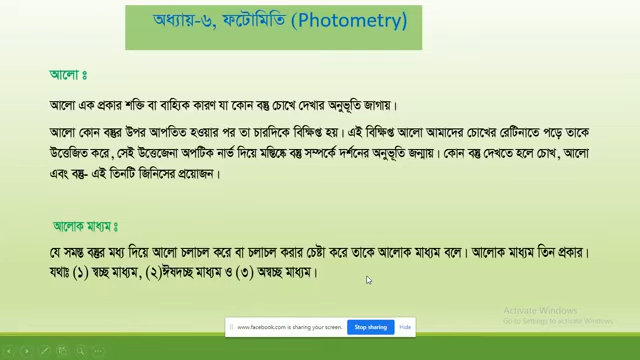 অধ্যায়-৬, ফটোমিতি (Photometry)
আলো ঃ
আলো এক প্রকার শক্তি বা বাহ্যিক কারণ যা কোন বস্তু চোখে দেখার অনুভূতি জাগায়।
আলো কোন বস্তুর উপর আপতিত হওয়ার পর তা চারদিকে বিক্ষিপ্ত হয়। এই বিক্ষিপ্ত আলো আমাদের চোখের রেটিনাতে পড়ে তাকে
উত্তেজিত করে, সেই উত্তেজনা অপটিক নার্ভ দিয়ে মস্তিষ্কে বস্তু সম্পর্কে দর্শনের অনুভূতি জন্মায়। কোন বস্তু দেখতে হলে চোখ, আলো
এবং বস্তু- এই তিনটি জিনিসের প্রয়োজন।
আলোক মাধ্যম ঃ
যে সমস্ত বস্তুর মধ্য দিয়ে আলো চলাচল করে বা চলাচল করার চেষ্টা করে তাকে আলোক মাধ্যম বলে। আলোক মাধ্যম তিন প্রকার।
যথাঃ (১) স্বচ্ছ মাধ্যম, (২)ঈষদচ্ছ মাধ্যম ও (৩) অস্বচ্ছ মাধ্যম।
Activate Windows
Go to Settings to activate Windows.
www.facebook.com is sharing your screen. Stop sharing Hide